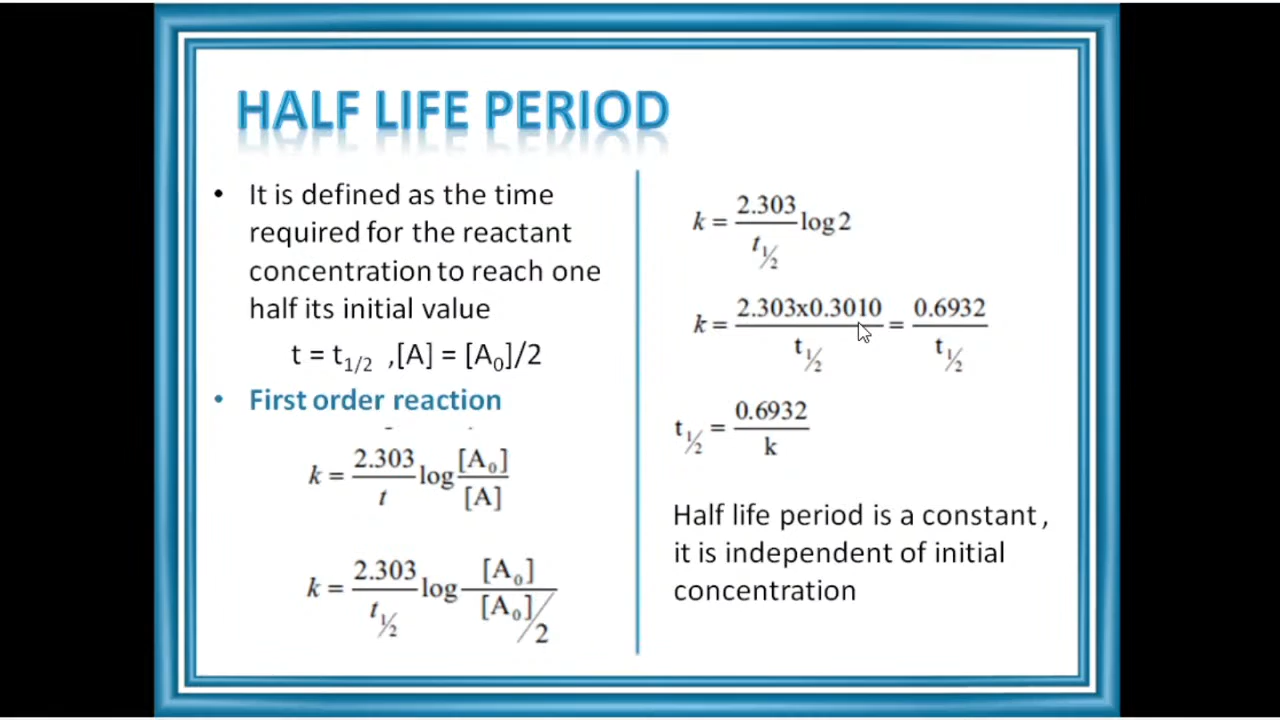 HALF LIFE PERIOD
• It is defined as the time
required for the reactant
concentration to reach one
half its initial value
t = t1/2 ,[A] = [A0]/2
• First order reaction
k = 2.303/t log [A0]/[A]
k = 2.303/t½ log [A0]/[A0]/2
k = 2.303/t½ log 2
k = 2.303x0.3010/t½ = 0.6932/t½
t½ = 0.6932/k
Half life period is a constant ,
it is independent of initial
concentration